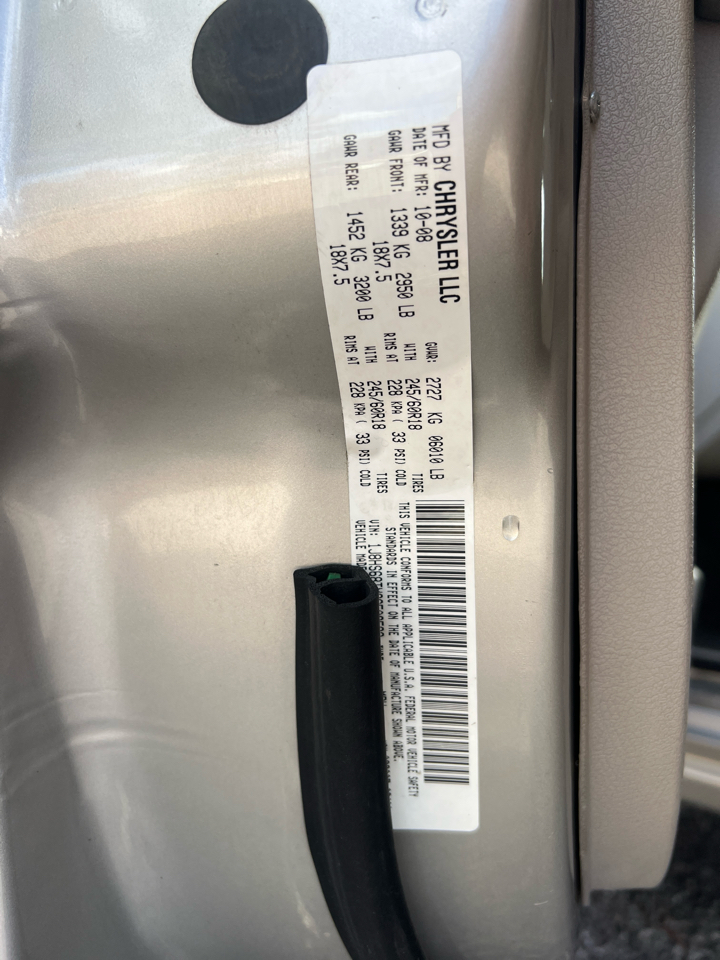 MFD BY CHRYSLER LLC
DATE OF MFR: 10-08 GVWR: 2727 KG 06010 LB
GAWR FRONT: 1339 KG 2950 LB WITH 245/60R18 TIRES
18X7.5 RIMS AT 228 KPA ( 33 PSI) COLD
GAWR REAR: 1452 KG 3200 LB WITH 245/60R18 TIRES
18X7.5 RIMS AT 228 KPA ( 33 PSI) COLD
THIS VEHICLE CONFORMS TO ALL APPLICABLE U.S.A. FEDERAL MOTOR VEHICLE SAFETY
STANDARDS IN EFFECT ON THE DATE OF MANUFACTURE SHOWN ABOVE.
VIN:
VEHICLE